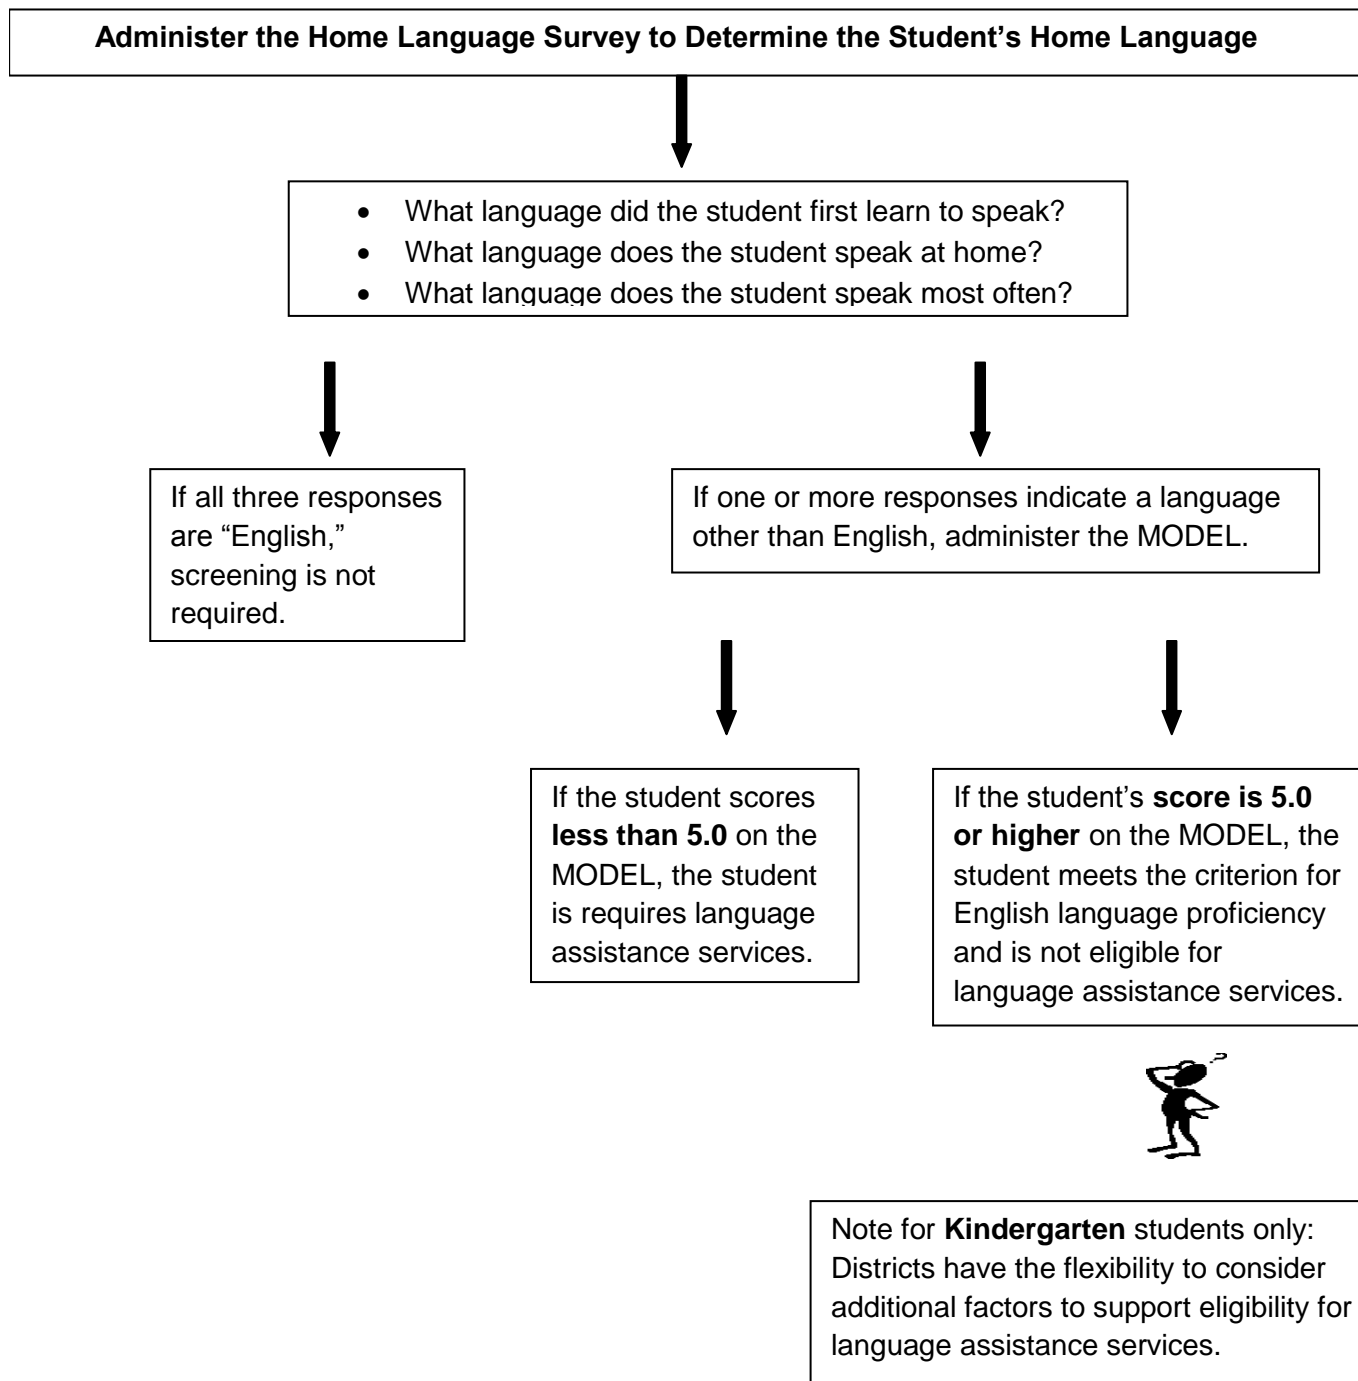 Administer the Home Language Survey to Determine the Student’s Home Language
• What language did the student first learn to speak?
• What language does the student speak at home?
• What language does the student speak most often?
If all three responses
are “English,”
screening is not
required.
If one or more responses indicate a language
other than English, administer the MODEL.
If the student scores
less than 5.0 on the
MODEL, the student
is requires language
assistance services.
If the student’s score is 5.0
or higher on the MODEL, the
student meets the criterion for
English language proficiency
and is not eligible for
language assistance services.
?
Note for Kindergarten students only:
Districts have the flexibility to consider
additional factors to support eligibility for
language assistance services.